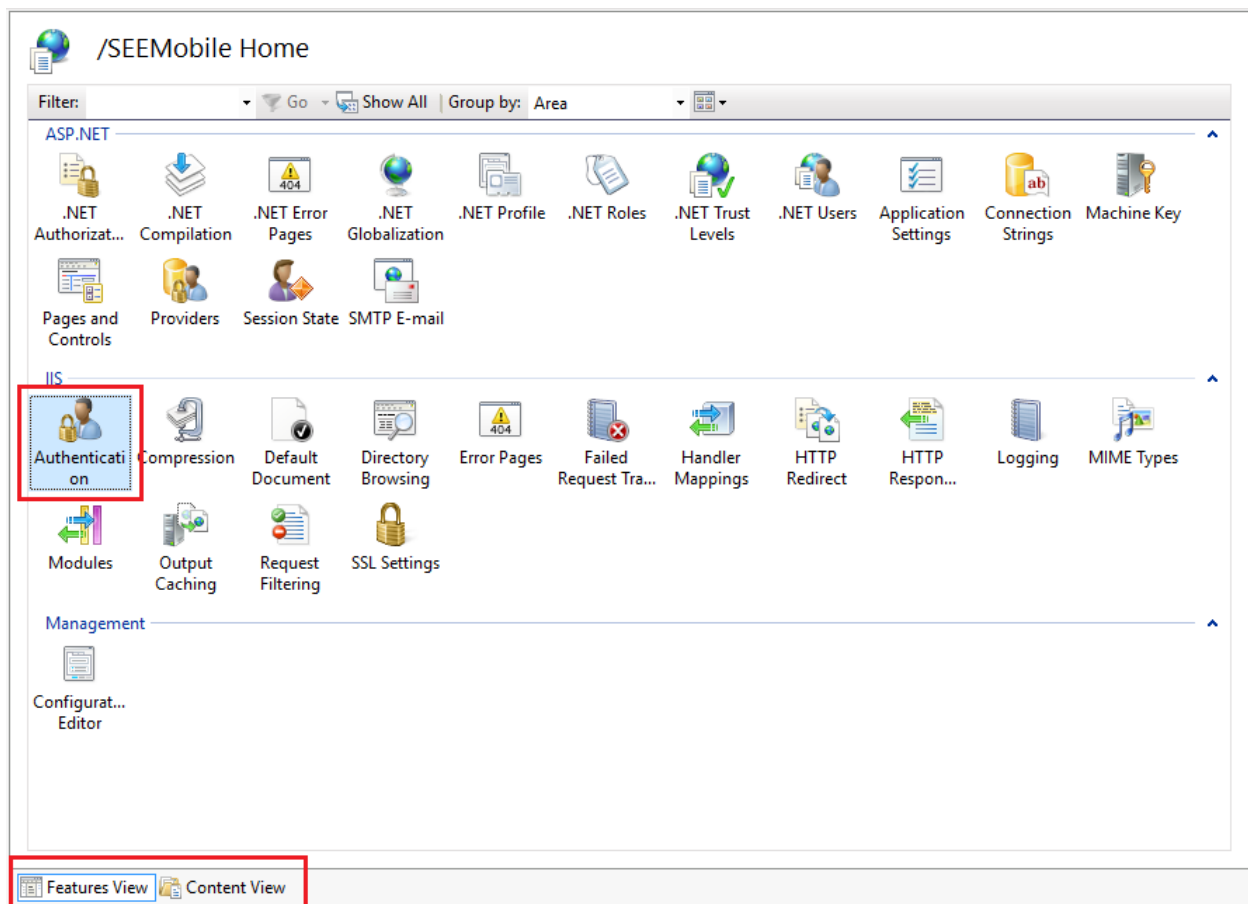 /SEEMobile Home
Filter: Go Show All Group by: Area
ASP.NET
.NET Authorizat...
.NET Compilation
.NET Error Pages
404
.NET Globalization
.NET Profile
.NET Roles
.NET Trust Levels
.NET Users
Application Settings
ab
Connection Strings
Machine Key
Pages and Controls
Providers
Session State
SMTP E-mail
IIS
Authenticati on
Compression
Default Document
Directory Browsing
404
Error Pages
Failed Request Tra...
Handler Mappings
HTTP Redirect
HTTP Respon...
Logging
MIME Types
Modules
Output Caching
Request Filtering
SSL Settings
Management
Configurat... Editor
Features View
Content View